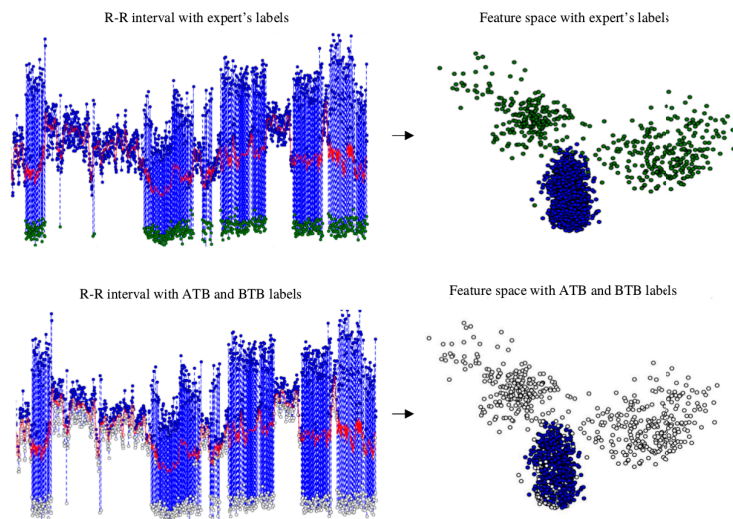 R-R interval with expert's labels
Feature space with expert's labels
R-R interval with ATB and BTB labels
Feature space with ATB and BTB labels